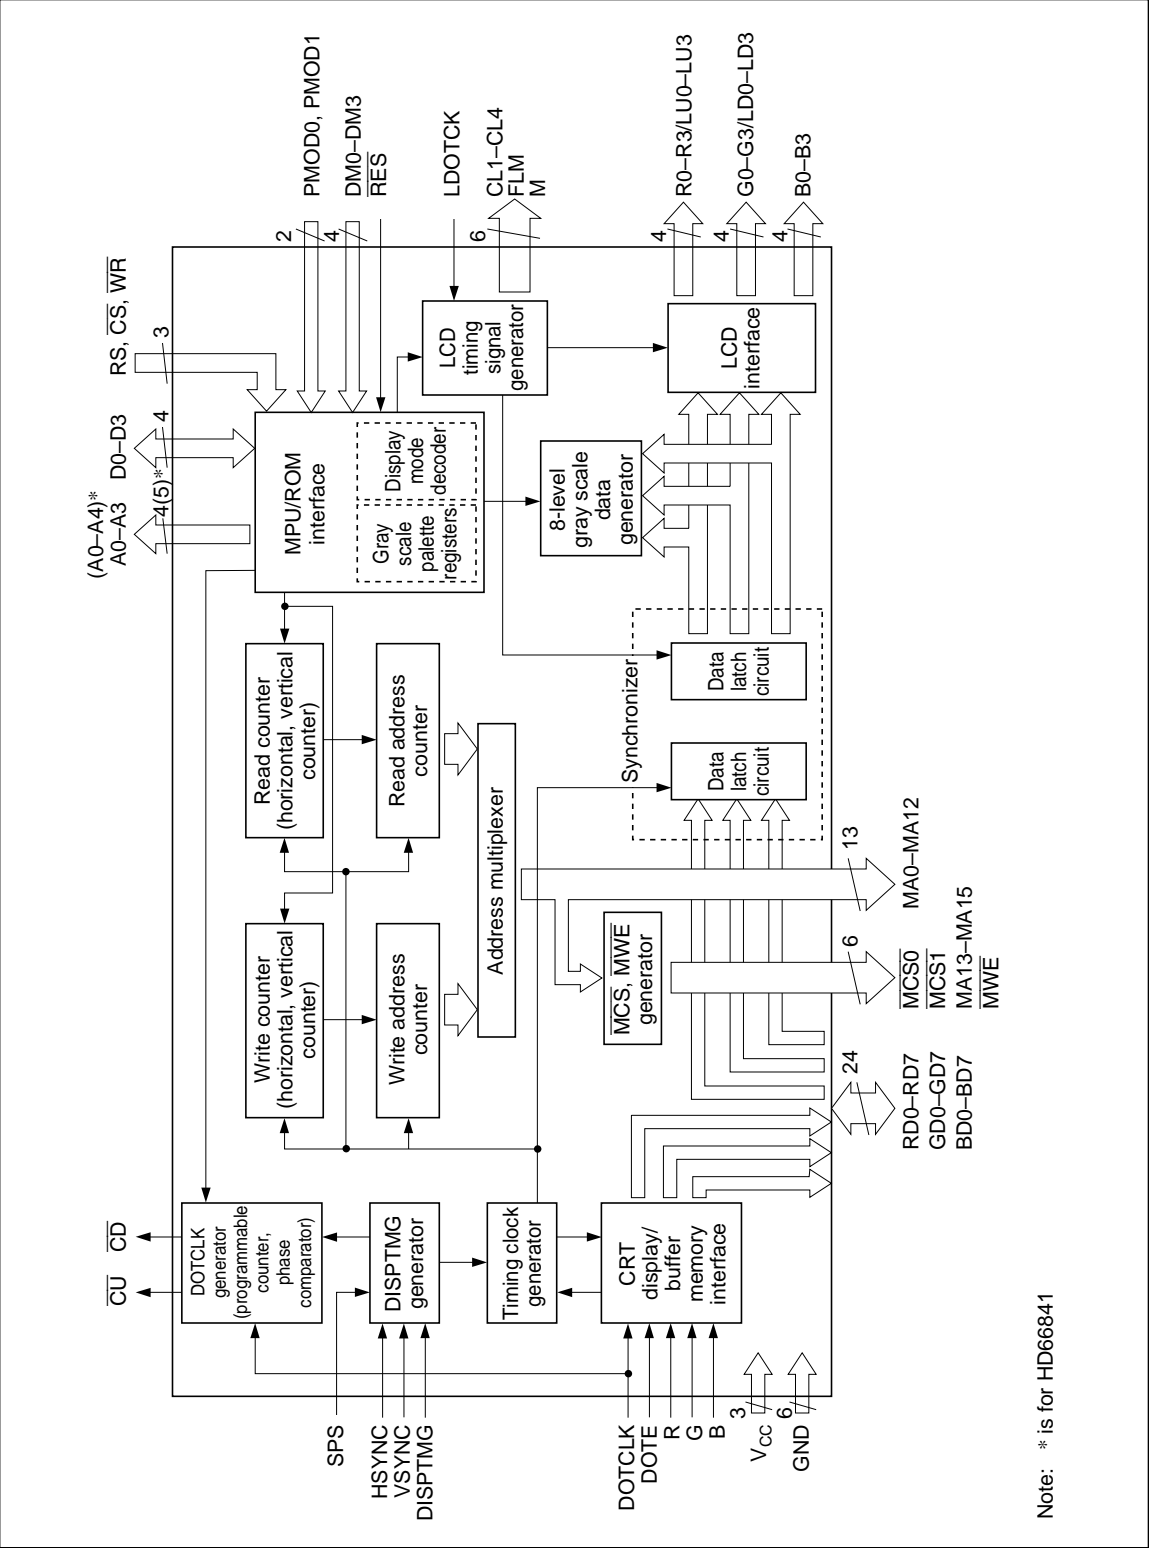 (A0–A4)*
A0–A3
D0–D3
RS, CS, WR
CU
CD
4(5)*
4
3
PMOD0, PMOD1
2
DM0–DM3
4
RES
LDOTCK
CL1–CL4
FLM
M
6
R0–R3/LU0–LU3
4
G0–G3/LD0–LD3
4
B0–B3
4
SPS
HSYNC
VSYNC
DISPTMG
DOTCLK
DOTE
R
G
B
VCC
3
GND
6
DOTCLK
generator
(programmable
counter,
phase
comparator)
DISPTMG
generator
Timing clock
generator
CRT
display/
buffer
memory
interface
Write counter
(horizontal, vertical
counter)
Write address
counter
Read counter
(horizontal, vertical
counter)
Read address
counter
Address multiplexer
MCS, MWE
generator
MPU/ROM
interface
Gray
scale
palette
registers
Display
mode
decoder
LCD
timing
signal
generator
8-level
gray scale
data
generator
LCD
interface
Synchronizer
Data
latch
circuit
Data
latch
circuit
24
RD0–RD7
GD0–GD7
BD0–BD7
6
MCS0
MCS1
MA13–MA15
MWE
13
MA0–MA12
Note: * is for HD66841